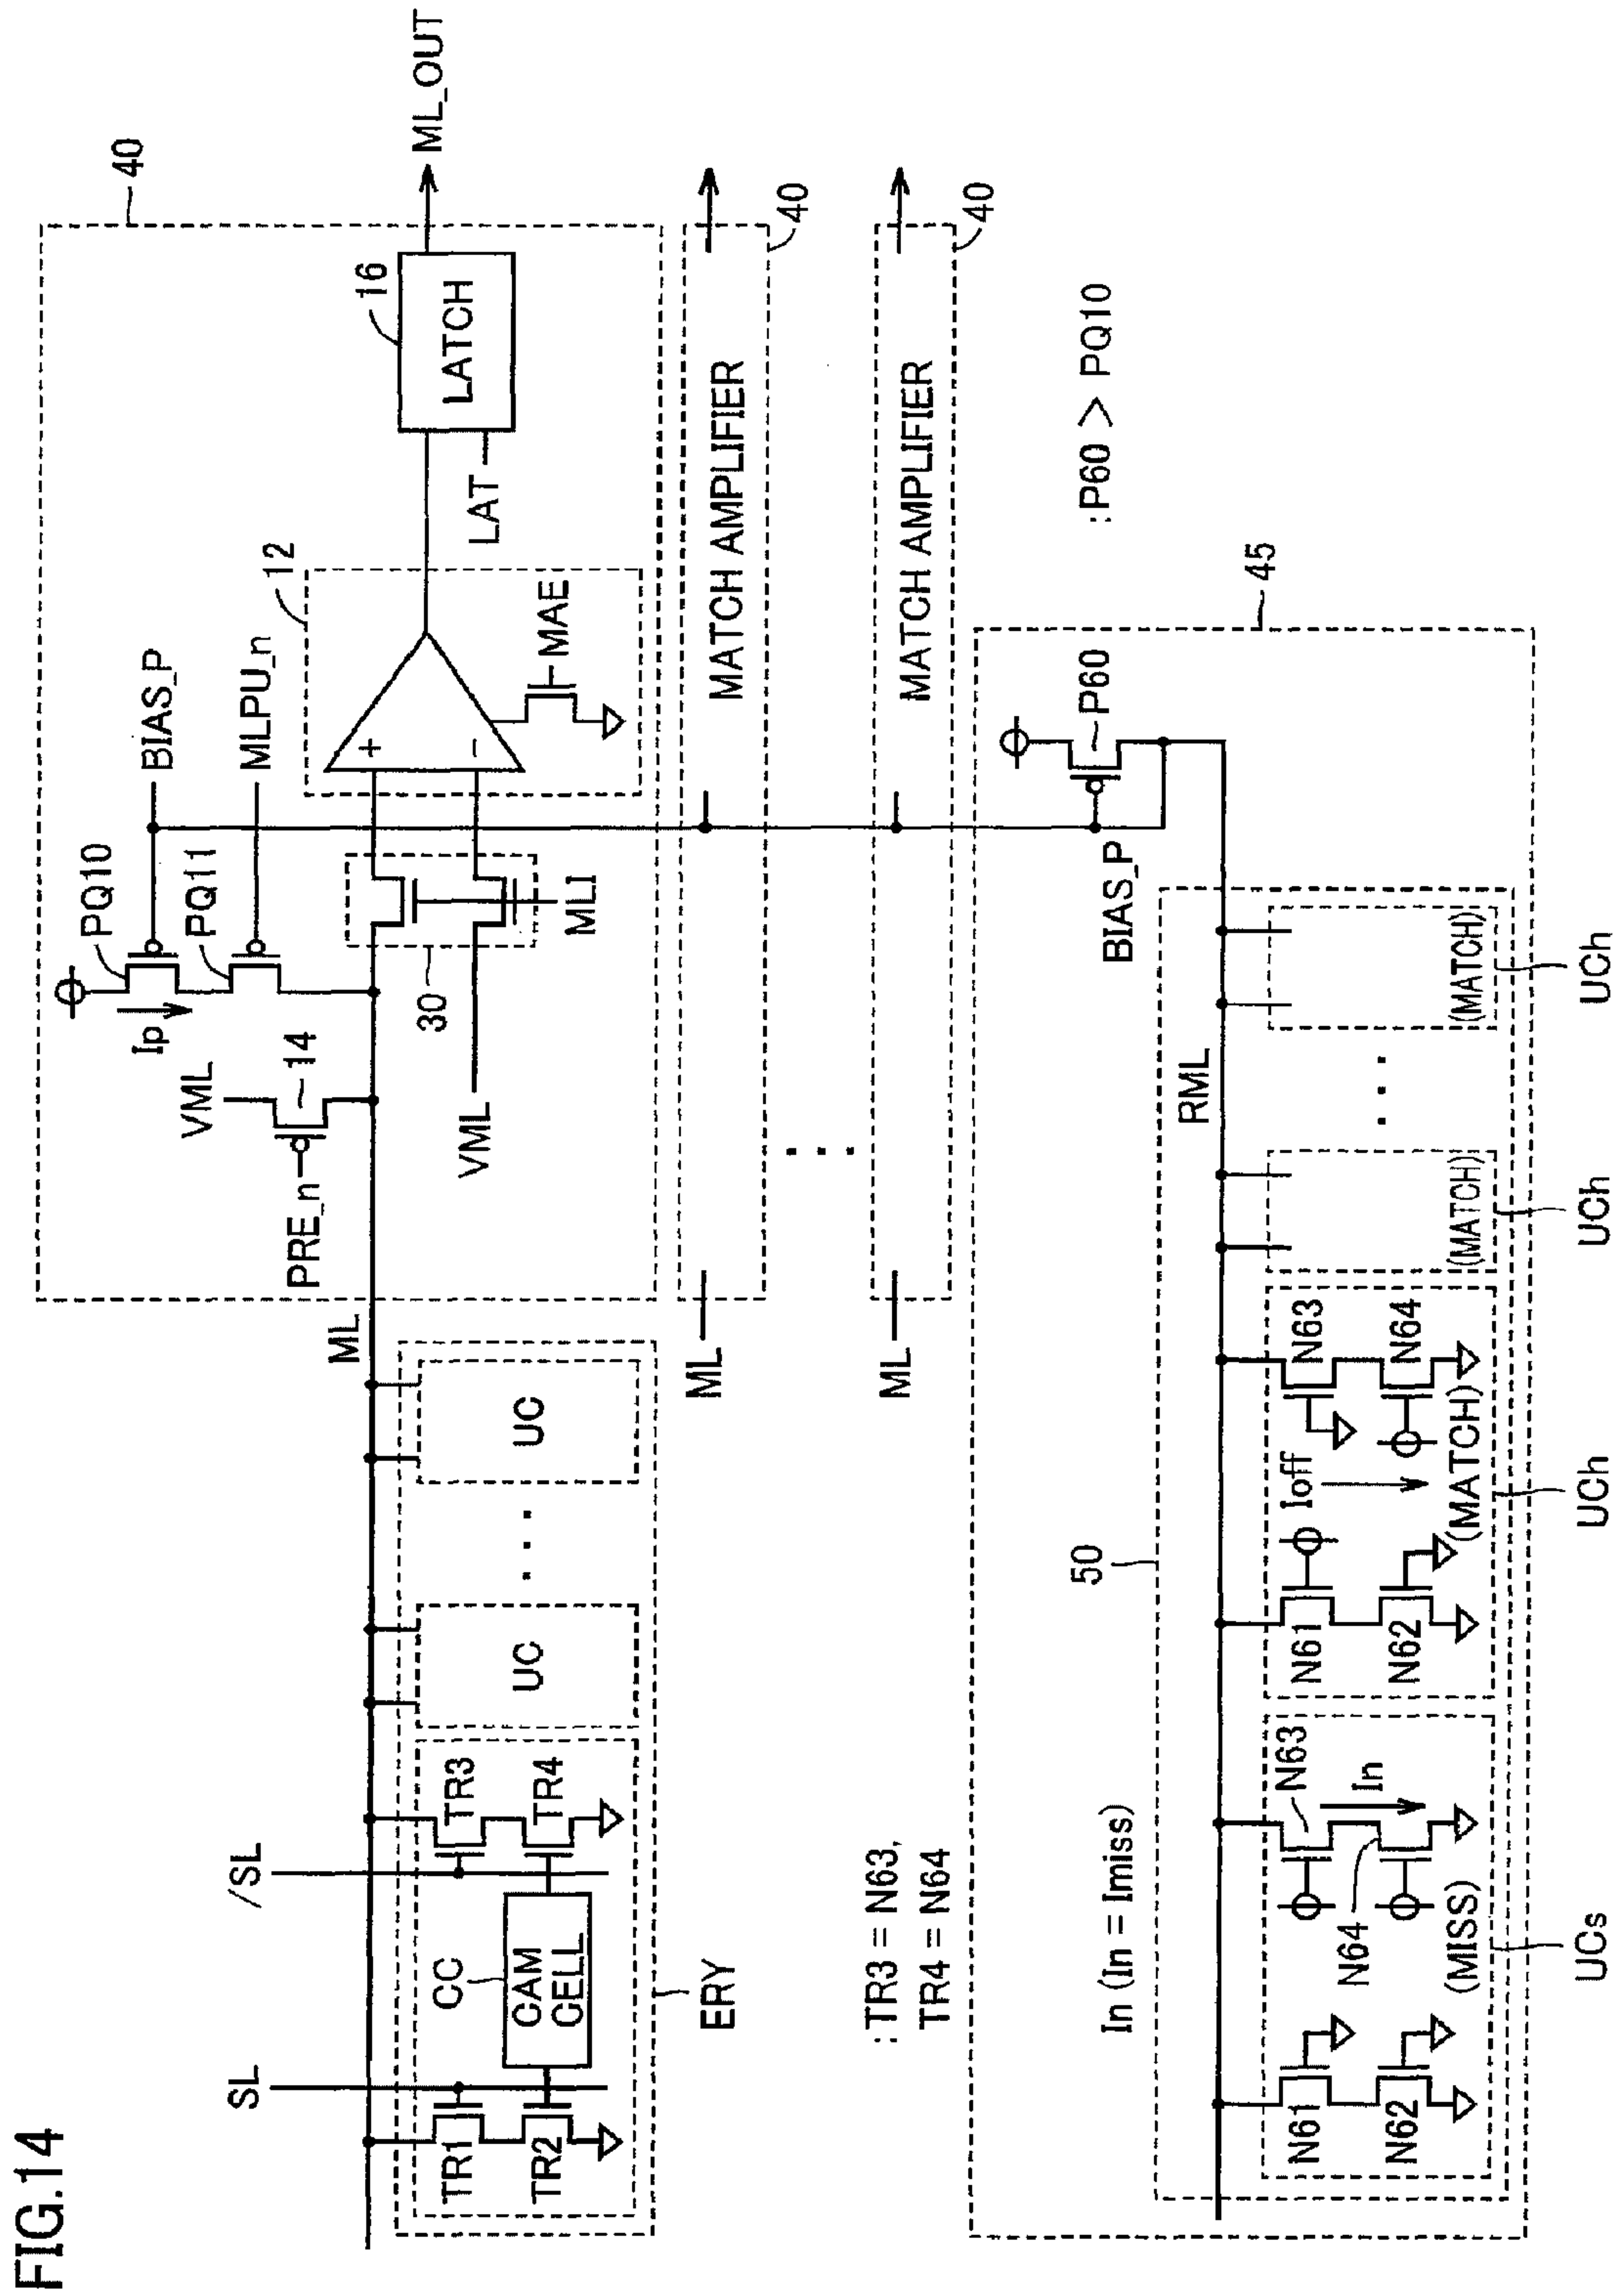 FIG.14
40
BIAS_P
MLPU_n
PQ10
PQ11
Ip
VML
14
PRE_n
12
16
LATCH
ML_OUT
LAT
MAE
+
-
30
MLI
VML
ML
SL
/SL
TR1
TR2
CC
CAM
CELL
TR3
TR4
UC
...
UC
ERY
ML
MATCH AMPLIFIER
40
...
ML
MATCH AMPLIFIER
40
:TR3 = N63,
TR4 = N64
:P60 > PQ10
45
P60
BIAS_P
50
In (In = Imiss)
RML
N61
N62
N63
N64
In
(MISS)
UCs
N61
N62
Ioff
N63
N64
(MATCH)
UCh
(MATCH)
UCh
...
(MATCH)
UCh